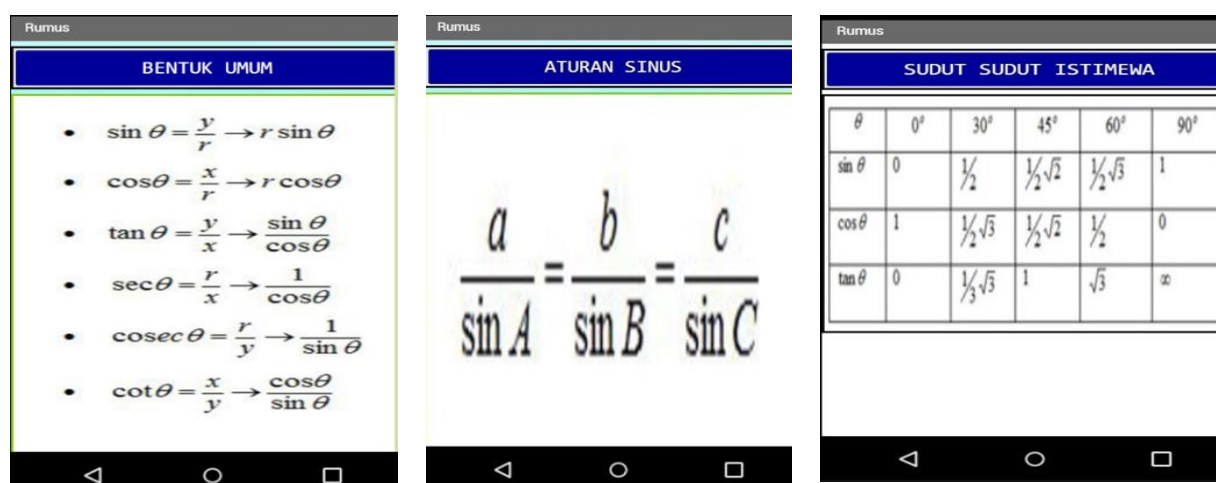 Rumus
BENTUK UMUM
• sin θ = y/r → r sin θ
• cosθ = x/r → r cosθ
• tan θ = y/x → sin θ/cosθ
• secθ = r/x → 1/cosθ
• cosec θ = r/y → 1/sin θ
• cotθ = x/y → cosθ/sin θ
Rumus
ATURAN SINUS
a/sin A = b/sin B = c/sin C
Rumus
SUDUT SUDUT ISTIMEWA
θ 0° 30° 45° 60° 90°
sin θ 0 1/2 1/2√2 1/2√3 1
cos θ 1 1/2√3 1/2√2 1/2 0
tan θ 0 1/3√3 1 √3 ∞